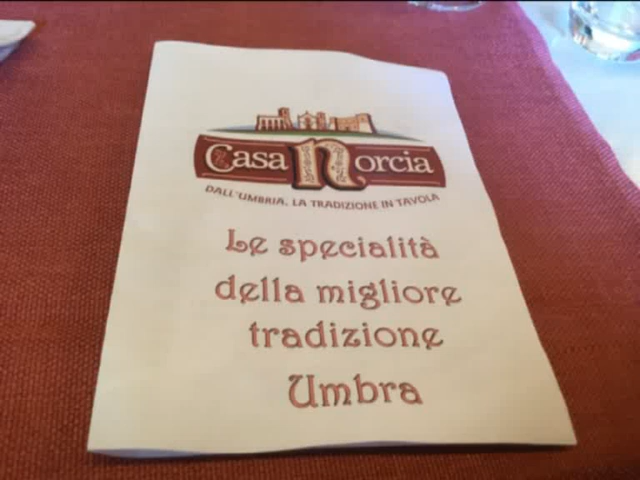 Casa Norcia
DALL'UMBRIA, LA TRADIZIONE IN TAVOLA
Le specialità
della migliore
tradizione
Umbra